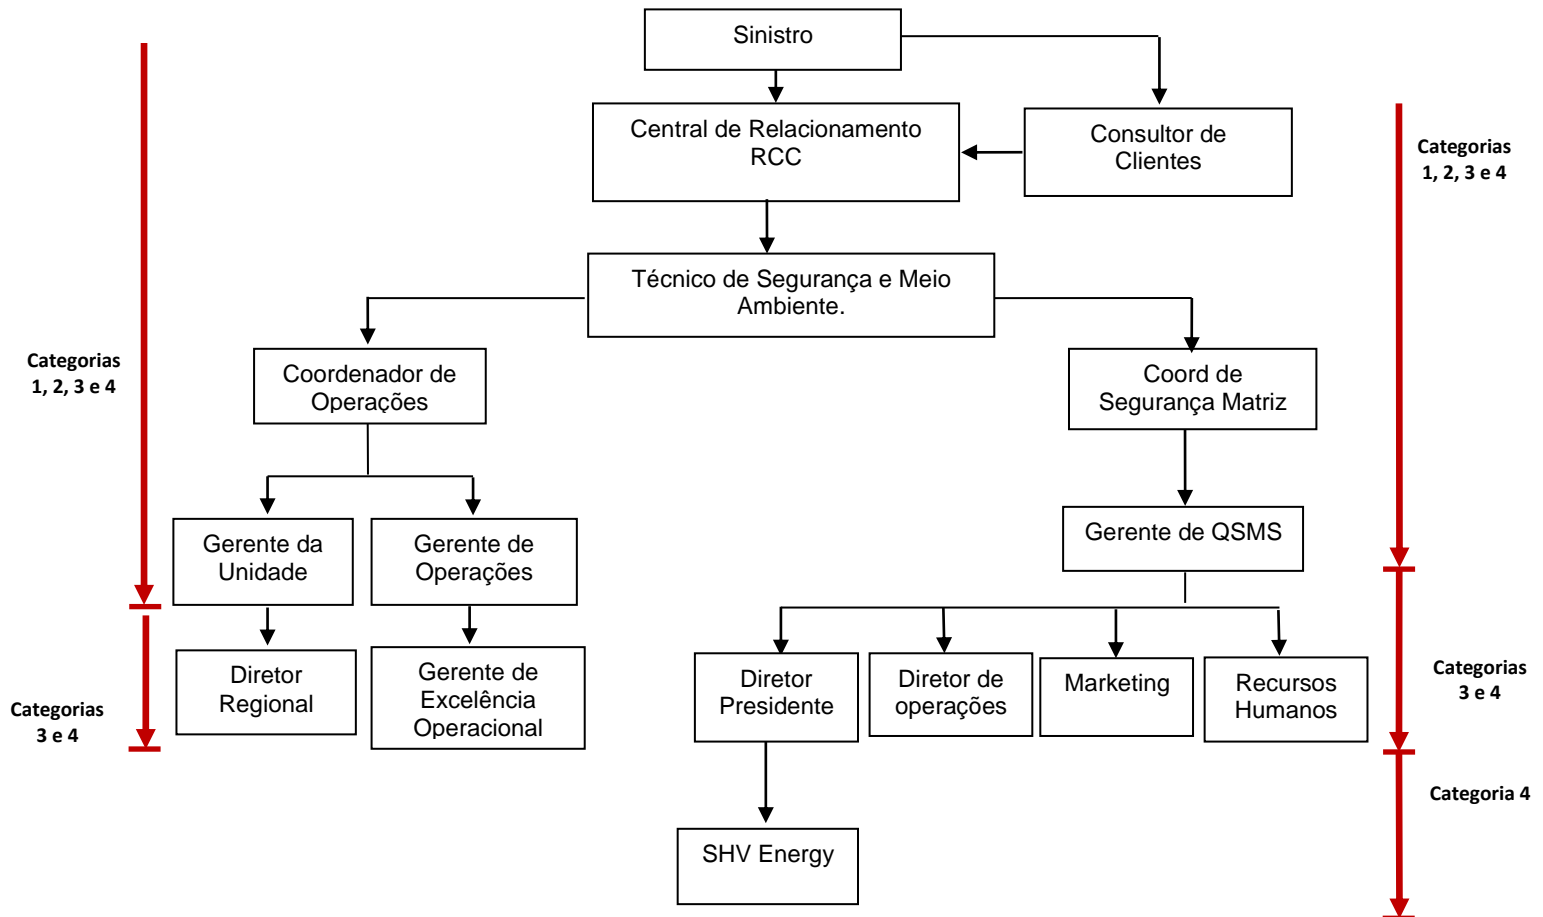 Sinistro
Central de Relacionamento
RCC
Consultor de
Clientes
Categorias
1, 2, 3 e 4
Técnico de Segurança e Meio
Ambiente.
Categorias
1, 2, 3 e 4
Coordenador de
Operações
Coord de
Segurança Matriz
Gerente da
Unidade
Gerente de
Operações
Gerente de QSMS
Diretor
Regional
Gerente de
Excelência
Operacional
Diretor
Presidente
Diretor de
operações
Marketing
Recursos
Humanos
Categorias
3 e 4
Categorias
3 e 4
Categoria 4
SHV Energy